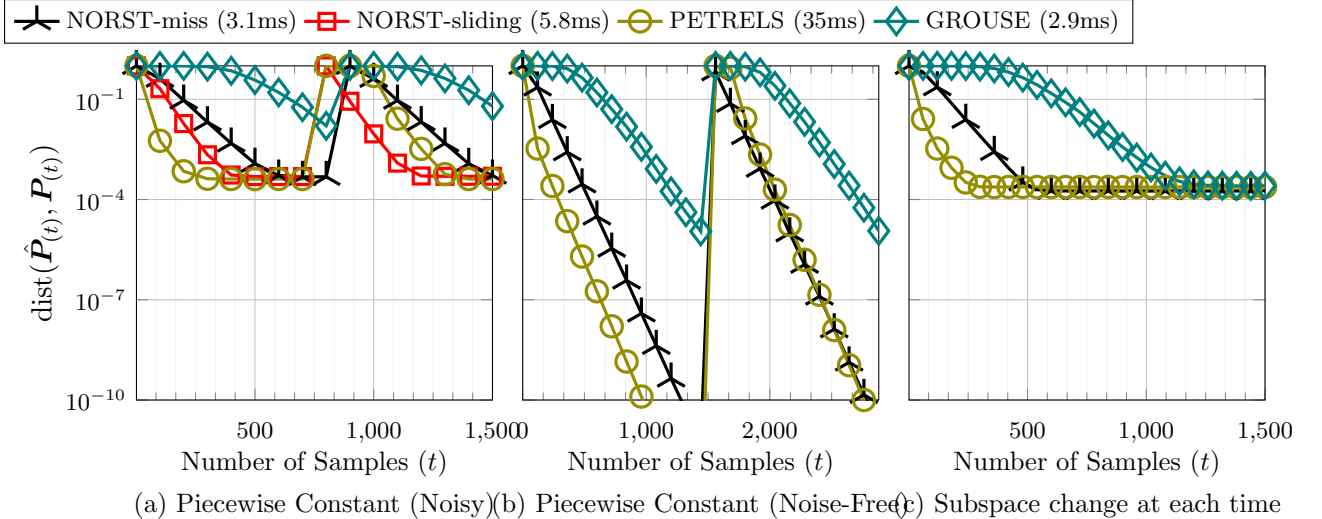 NORST-miss (3.1ms) NORST-sliding (5.8ms) PETRELS (35ms) GROUSE (2.9ms)
dist(P̂(t), P(t))
10−1
10−4
10−7
10−10
500 1,000 1,500
Number of Samples (t)
(a) Piecewise Constant (Noisy)
0 1,000 2,000
Number of Samples (t)
(b) Piecewise Constant (Noise-Free)
500 1,000 1,500
Number of Samples (t)
(c) Subspace change at each time